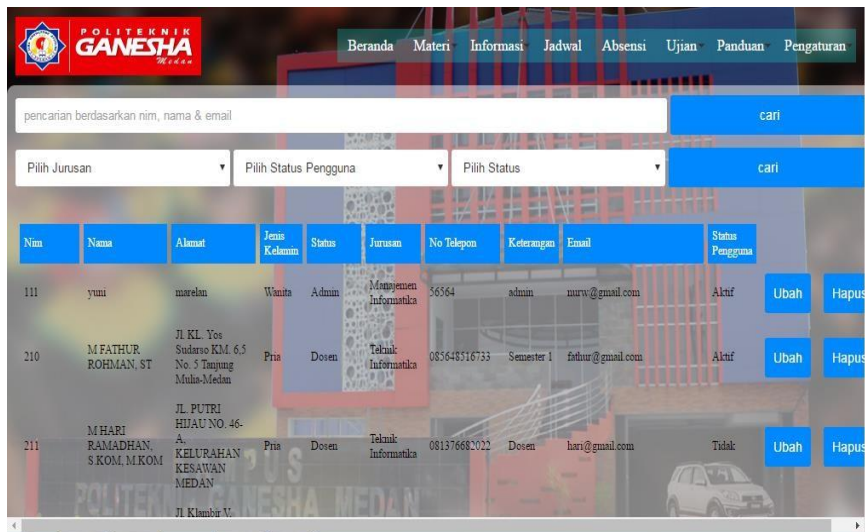 POLITEKNIK
GANESHA
Medan
Beranda Materi Informasi Jadwal Absensi Ujian Panduan Pengaturan
pencarian berdasarkan nim, nama & email
cari
Pilih Jurusan
Pilih Status Pengguna
Pilih Status
cari
Nim Nama Alamat Jenis Kelamin Status Jurusan No Telepon Keterangan Email Status Pengguna
111 yuni marelan Wanita Admin Manajemen Informatika 56564 admin nurw@gmail.com Aktif Ubah Hapus
210 M FATHUR ROHMAN, ST Jl. KL. Yos Sudarso KM. 6,5 No. 5 Tanjung Mulia-Medan Pria Dosen Teknik Informatika 085648516733 Semester 1 fathur@gmail.com Aktif Ubah Hapus
211 M HARI RAMADHAN, S.KOM, M.KOM JL. PUTRI HIJAU NO. 46-A, KELURAHAN KESAWAN MEDAN Pria Dosen Teknik Informatika 081376682022 Dosen hari@gmail.com Tidak Ubah Hapus
Jl. Klambir V.
POLITEKNIK GANESHA MEDAN